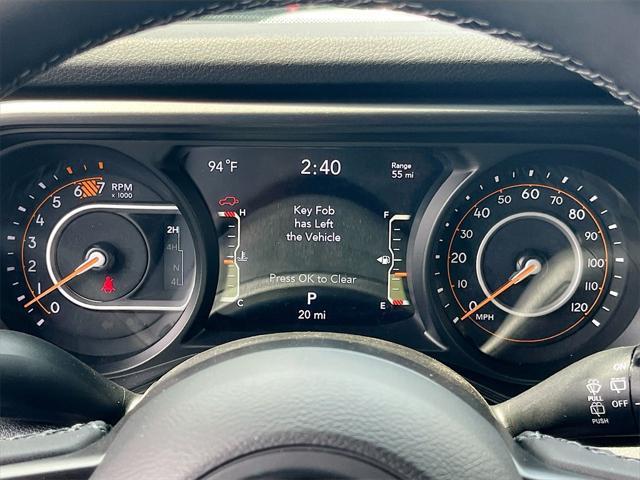 94 °F
2:40
Range
55 mi
Key Fob
has Left
the Vehicle
Press OK to Clear
P
20 mi
H
C
F
E
0
1
2
3
4
5
6
7
RPM
x 1000
2H
4H
N
4L
0
20
30
40
50
60
70
80
90
100
110
120
MPH
ON
OFF
PULL
PUSH